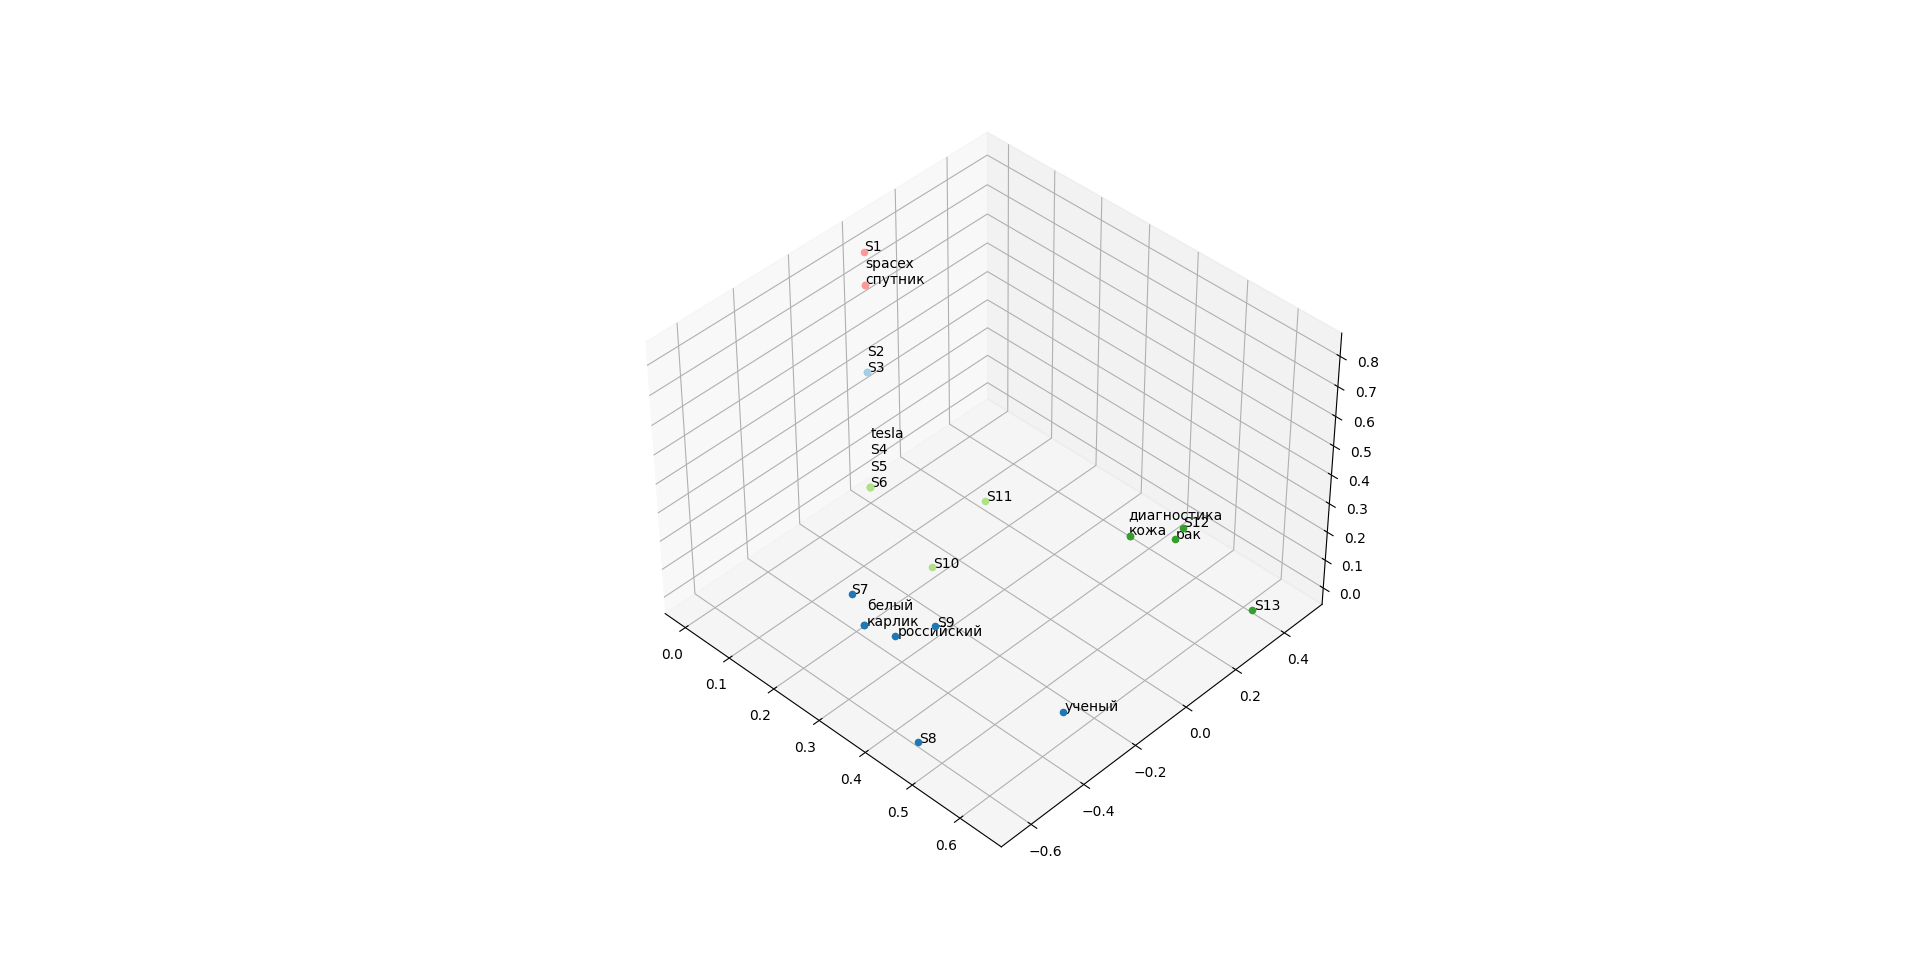 S1
spacex
спутник
S2
S3
tesla
S4
S5
S6
S11
диагностика
кожа
S12
рак
S10
S7
белый
карлик
российский
S9
S13
ученый
S8
0.0
0.1
0.2
0.3
0.4
0.5
0.6
−0.6
−0.4
−0.2
0.0
0.2
0.4
0.8
0.7
0.6
0.5
0.4
0.3
0.2
0.1
0.0